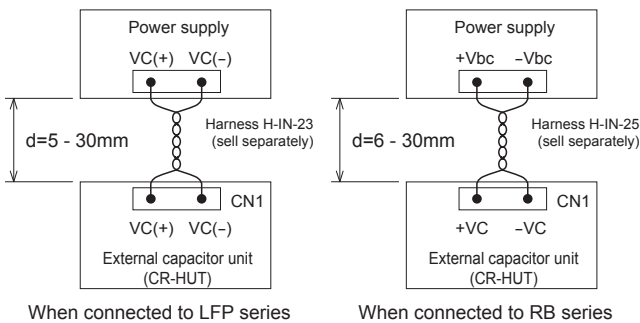 Power supply
VC(+) VC(−)
d=5 - 30mm
Harness H-IN-23
(sell separately)
CN1
VC(+) VC(−)
External capacitor unit
(CR-HUT)
When connected to LFP series
Power supply
+Vbc −Vbc
d=6 - 30mm
Harness H-IN-25
(sell separately)
CN1
+VC −VC
External capacitor unit
(CR-HUT)
When connected to RB series